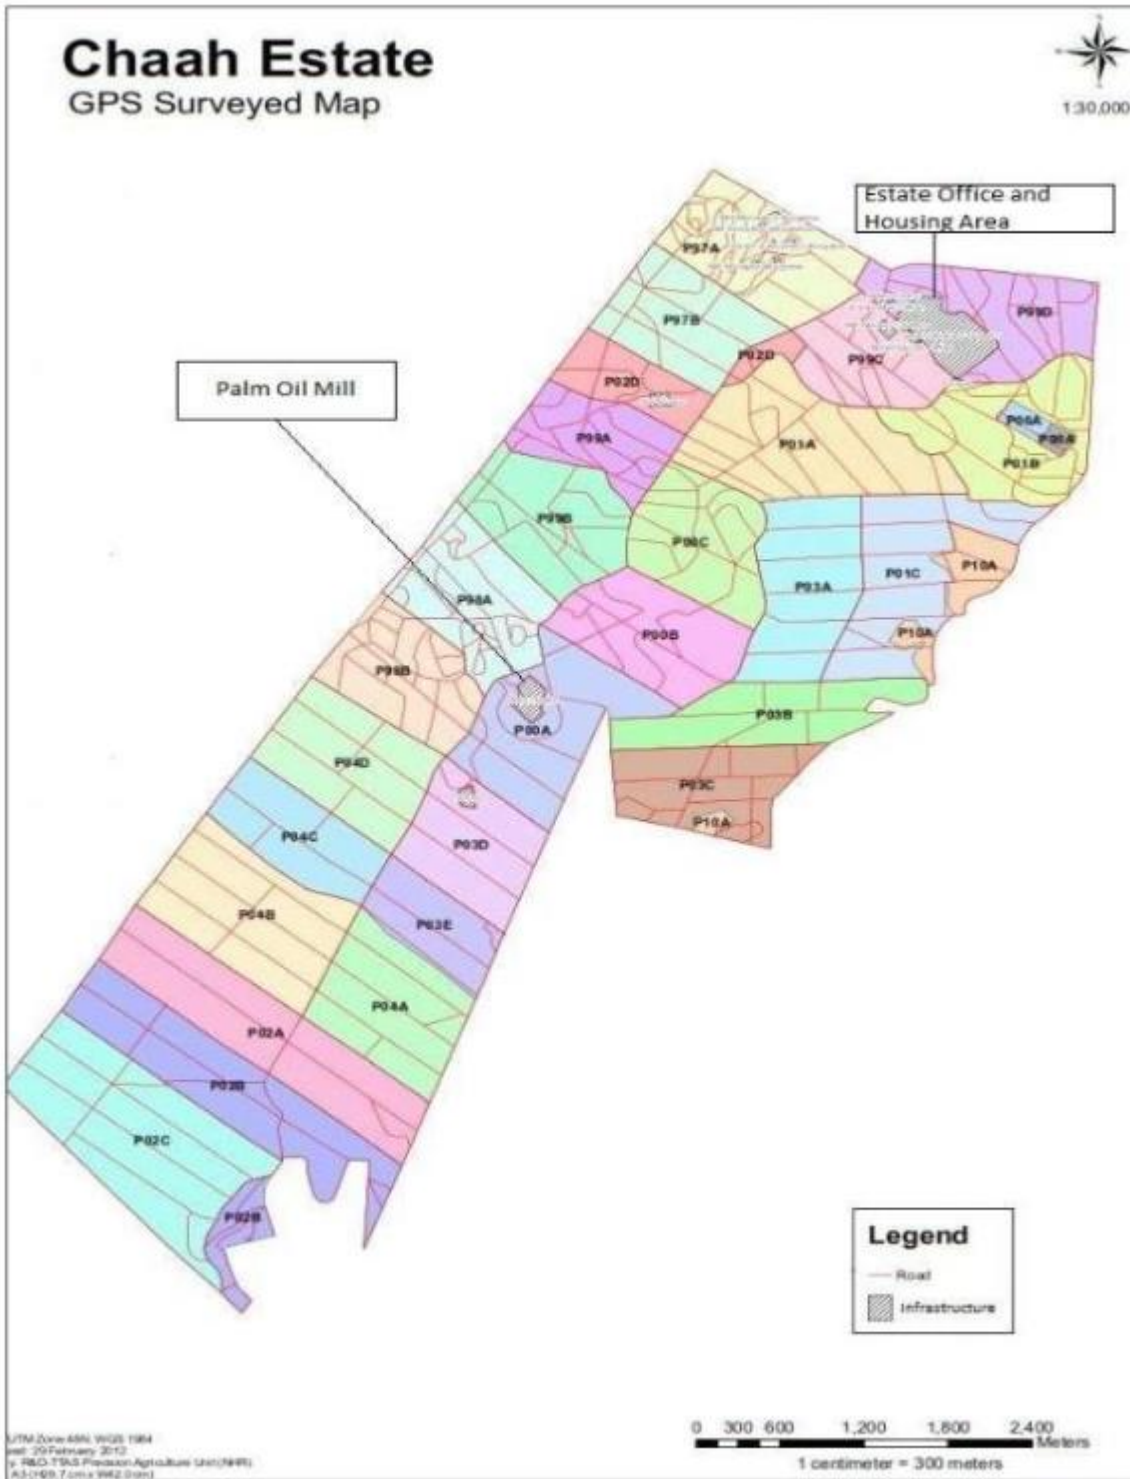 Chaah Estate
GPS Surveyed Map
1:30,000
Estate Office and
Housing Area
Palm Oil Mill
P97A
P97B
P99D
P02D
P99C
P02D
P99A
P01A
P01B
P99B
P00C
P03A
P01C
P10A
P98A
P00B
P10A
P98B
P03B
P00A
P04D
P03C
P10A
P04C
P03D
P04B
P03E
P04A
P02A
P02C
P02B
Legend
Road
Infrastructure
0 300 600 1,200 1,800 2,400
Meters
1 centimeter = 300 meters